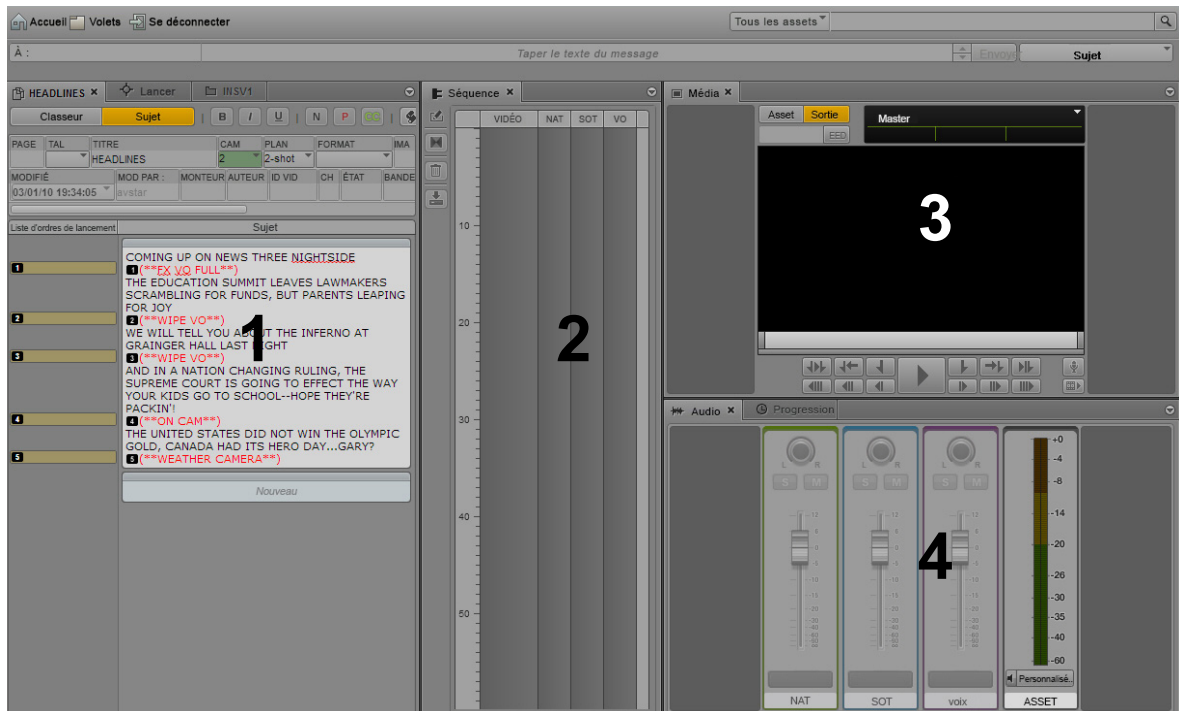 Accueil Volets Se déconnecter
Tous les assets
À :
Taper le texte du message
Envoyer
Sujet
HEADLINES × Lancer INSV1
Classeur Sujet B I U N P
PAGE TAL TITRE CAM PLAN FORMAT IMA
HEADLINES 2 2-shot
MODIFIÉ MOD PAR : MONTEUR AUTEUR ID VID CH ÉTAT BANDE
03/01/10 19:34:05 avstar
Liste d'ordres de lancement Sujet
COMING UP ON NEWS THREE NIGHTSIDE
1 1 (**FX VO FULL**)
THE EDUCATION SUMMIT LEAVES LAWMAKERS
SCRAMBLING FOR FUNDS, BUT PARENTS LEAPING
FOR JOY
2 2 (**WIPE VO**)
WE WILL TELL YOU ABOUT THE INFERNO AT
GRAINGER HALL LAST NIGHT
3 3 (**WIPE VO**)
AND IN A NATION CHANGING RULING, THE
SUPREME COURT IS GOING TO EFFECT THE WAY
YOUR KIDS GO TO SCHOOL--HOPE THEY'RE
PACKIN'!
4 4 (**ON CAM**)
THE UNITED STATES DID NOT WIN THE OLYMPIC
GOLD, CANADA HAD ITS HERO DAY...GARY?
5 5 (**WEATHER CAMERA**)
Nouveau
1
Séquence ×
VIDÉO NAT SOT VO
10
20
30
40
50
2
Média ×
Asset Sortie Master
EED
3
Audio × Progression
L R L R L R
S M S M S M
4
+0
-4
-8
-14
-20
-26
-30
-35
-40
-60
Personnalisé..
NAT SOT voix ASSET